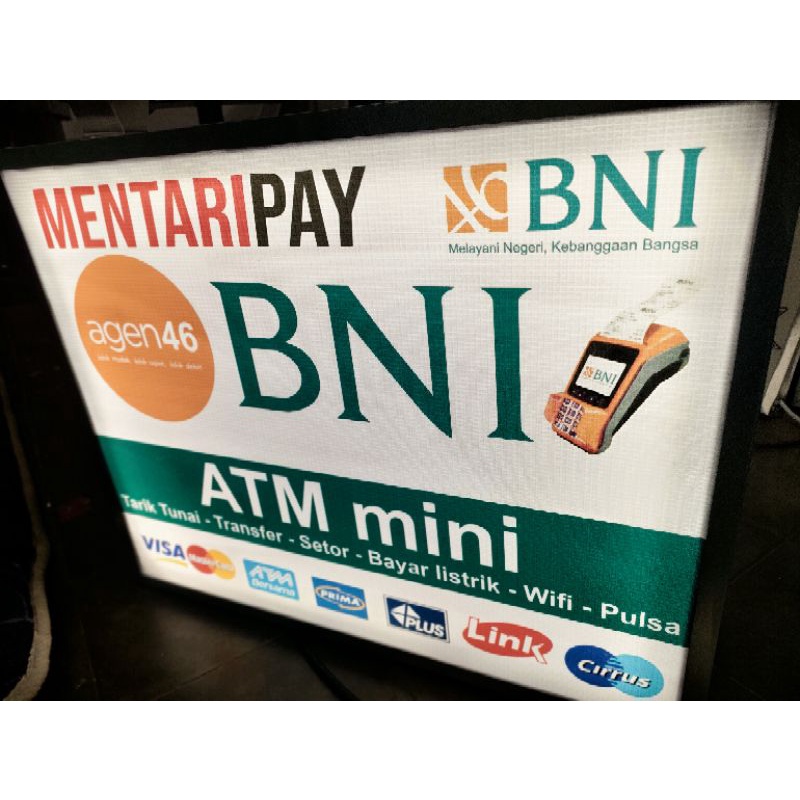 MENTARIPAY
BNI
Melayani Negeri, Kebanggaan Bangsa
agen46
BNI
BNI
ATM mini
Tarik Tunai - Transfer - Setor - Bayar listrik - Wifi - Pulsa
VISA
MasterCard
ATM
Bersama
PRIMA
PLUS
Link
Cirrus